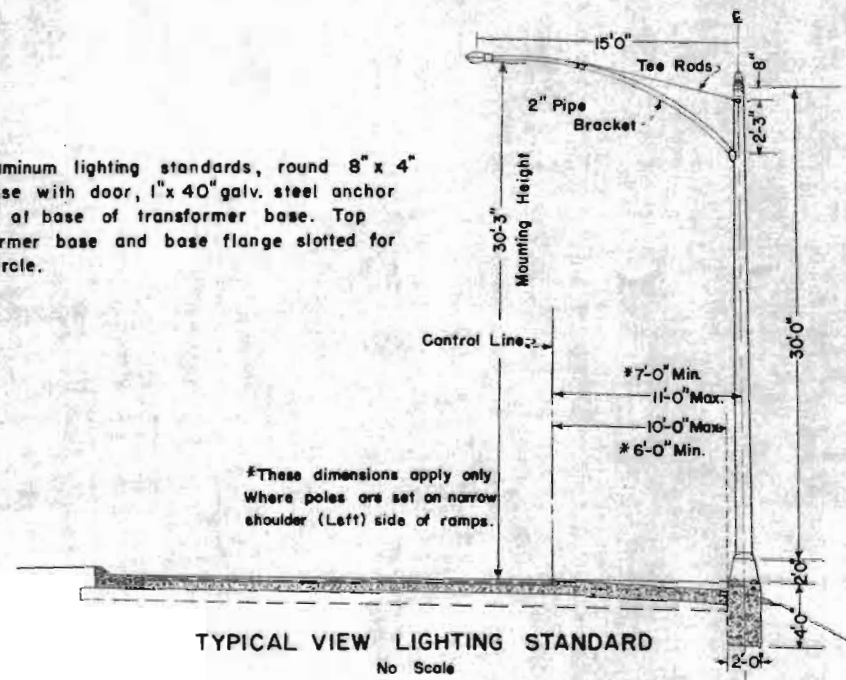 ℄
15'0"
8"
Tee Rods
2" Pipe
Bracket
2'-3"
uminum lighting standards, round 8" x 4"
se with door, 1" x 40" galv. steel anchor
at base of transformer base. Top
rmer base and base flange slotted for
rcle.
30'-3"
Mounting Height
30'0"
Control Line
*7'-0" Min.
11'-0" Max.
10'-0" Max.
*6'-0" Min.
*These dimensions apply only
Where poles are set on narrow
shoulder (Left) side of ramps.
2'0"
4'-0"
TYPICAL VIEW LIGHTING STANDARD
No Scale
2'-0"